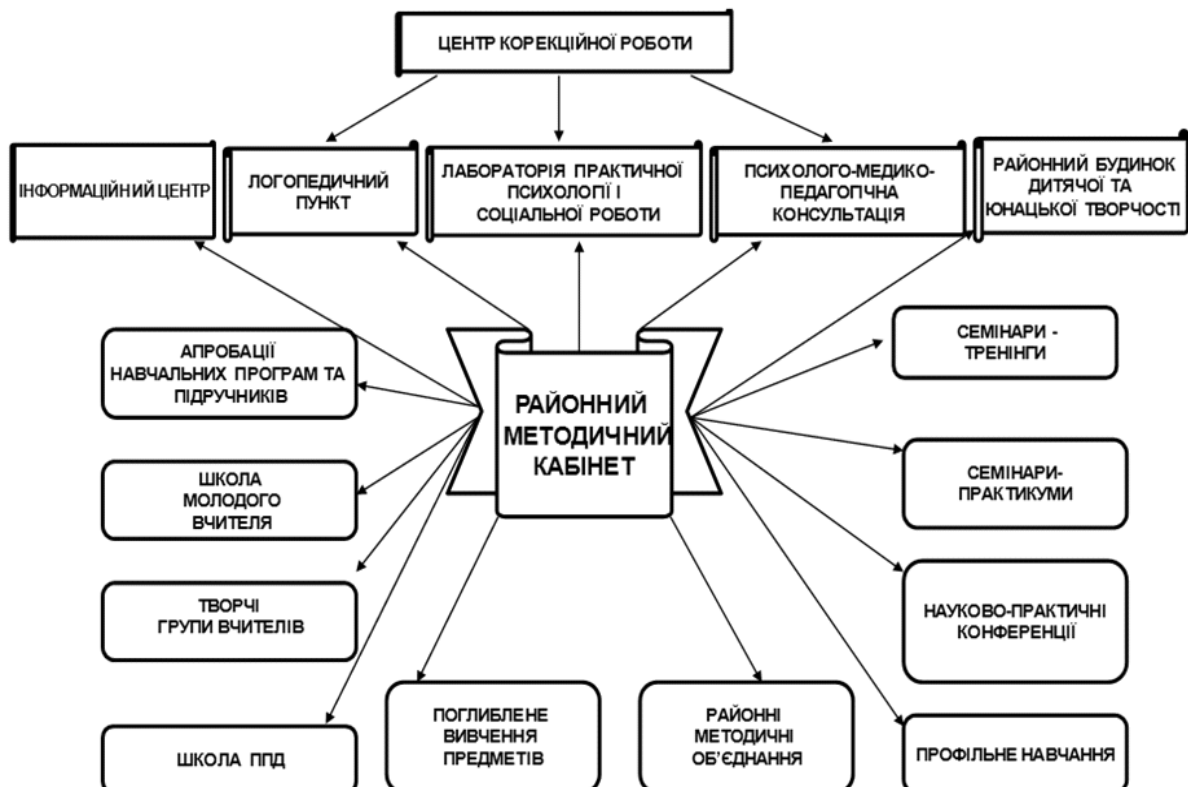 ЦЕНТР КОРЕКЦІЙНОЇ РОБОТИ
ІНФОРМАЦІЙНИЙ ЦЕНТР
ЛОГОПЕДИЧНИЙ
ПУНКТ
ЛАБОРАТОРІЯ ПРАКТИЧНОЇ
ПСИХОЛОГІЇ І
СОЦІАЛЬНОЇ РОБОТИ
ПСИХОЛОГО-МЕДИКО-
ПЕДАГОГІЧНА
КОНСУЛЬТАЦІЯ
РАЙОННИЙ БУДИНОК
ДИТЯЧОЇ ТА
ЮНАЦЬКОЇ ТВОРЧОСТІ
АПРОБАЦІЇ
НАВЧАЛЬНИХ ПРОГРАМ ТА
ПІДРУЧНИКІВ
ШКОЛА
МОЛОДОГО
ВЧИТЕЛЯ
ТВОРЧІ
ГРУПИ ВЧИТЕЛІВ
ШКОЛА ППД
РАЙОННИЙ
МЕТОДИЧНИЙ
КАБІНЕТ
ПОГЛИБЛЕНЕ
ВИВЧЕННЯ
ПРЕДМЕТІВ
РАЙОННІ
МЕТОДИЧНІ
ОБ’ЄДНАННЯ
СЕМІНАРИ -
ТРЕНІНГИ
СЕМІНАРИ-
ПРАКТИКУМИ
НАУКОВО-ПРАКТИЧНІ
КОНФЕРЕНЦІЇ
ПРОФІЛЬНЕ НАВЧАННЯ